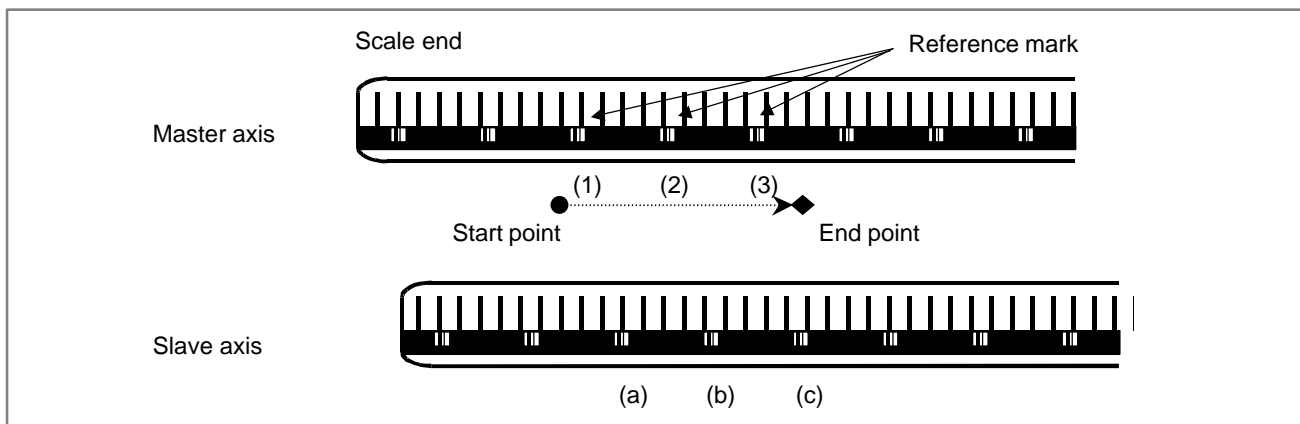 Scale end
Reference mark
Master axis
(1) (2) (3)
Start point
End point
Slave axis
(a) (b) (c)